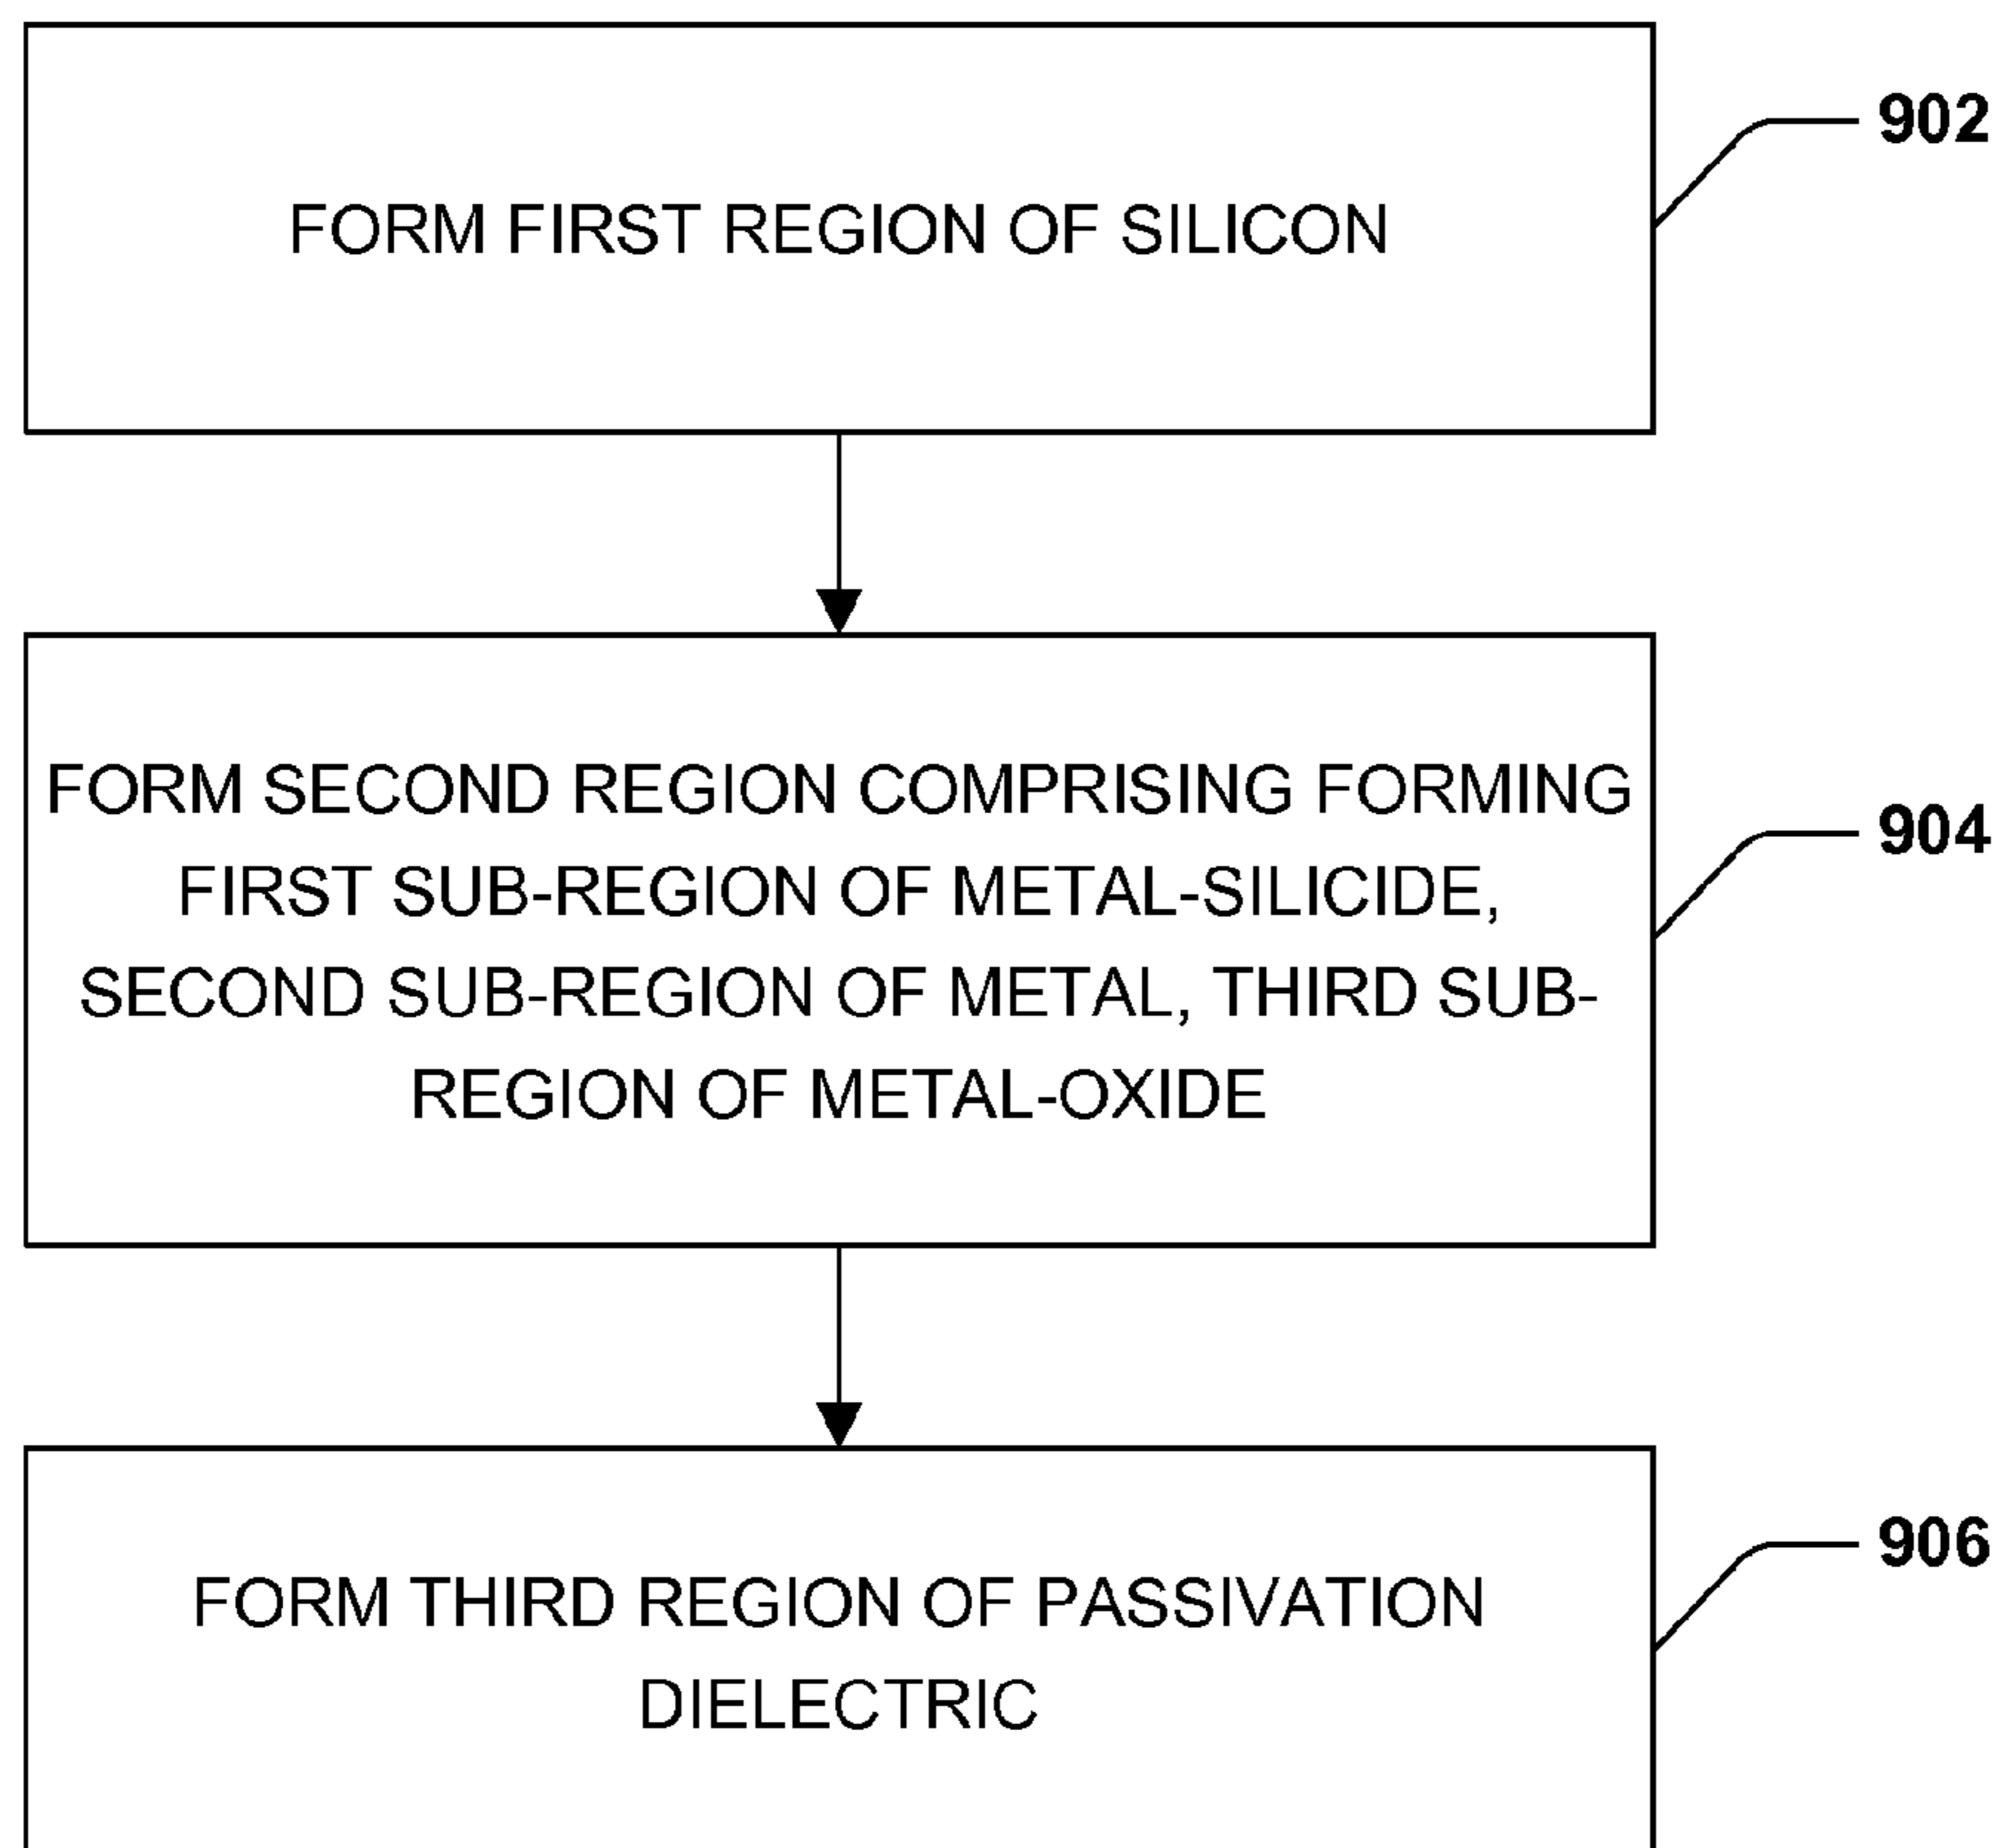 FORM FIRST REGION OF SILICON
902
FORM SECOND REGION COMPRISING FORMING
FIRST SUB-REGION OF METAL-SILICIDE,
SECOND SUB-REGION OF METAL, THIRD SUB-
REGION OF METAL-OXIDE
904
FORM THIRD REGION OF PASSIVATION
DIELECTRIC
906